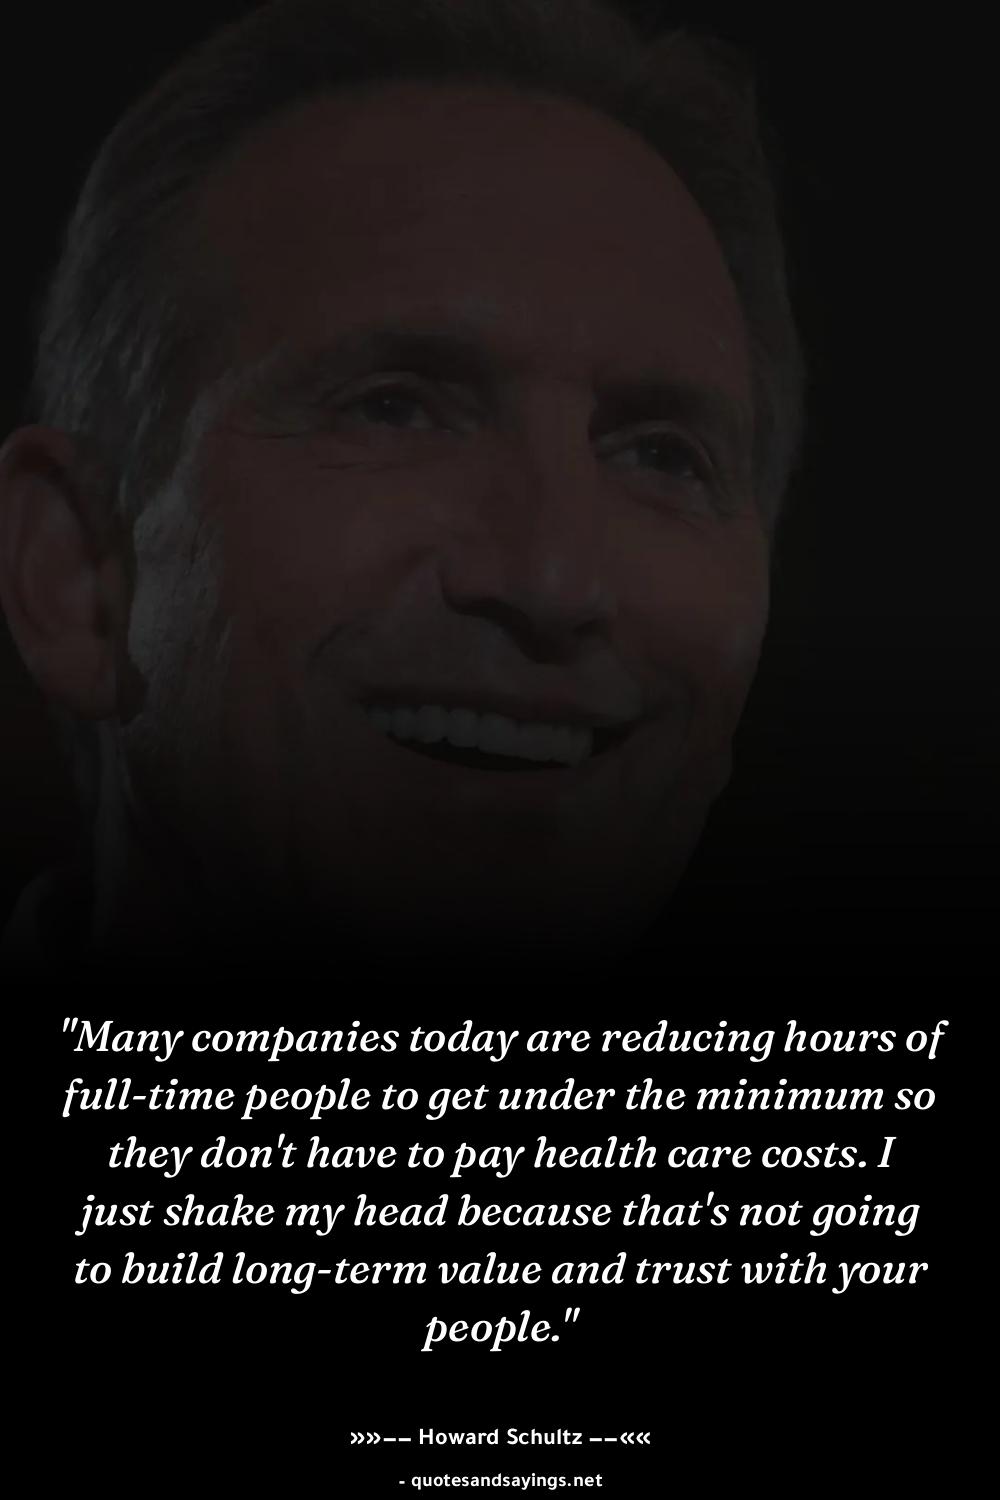 "Many companies today are reducing hours of
full-time people to get under the minimum so
they don't have to pay health care costs. I
just shake my head because that's not going
to build long-term value and trust with your
people."
»»–– Howard Schultz ––««
- quotesandsayings.net